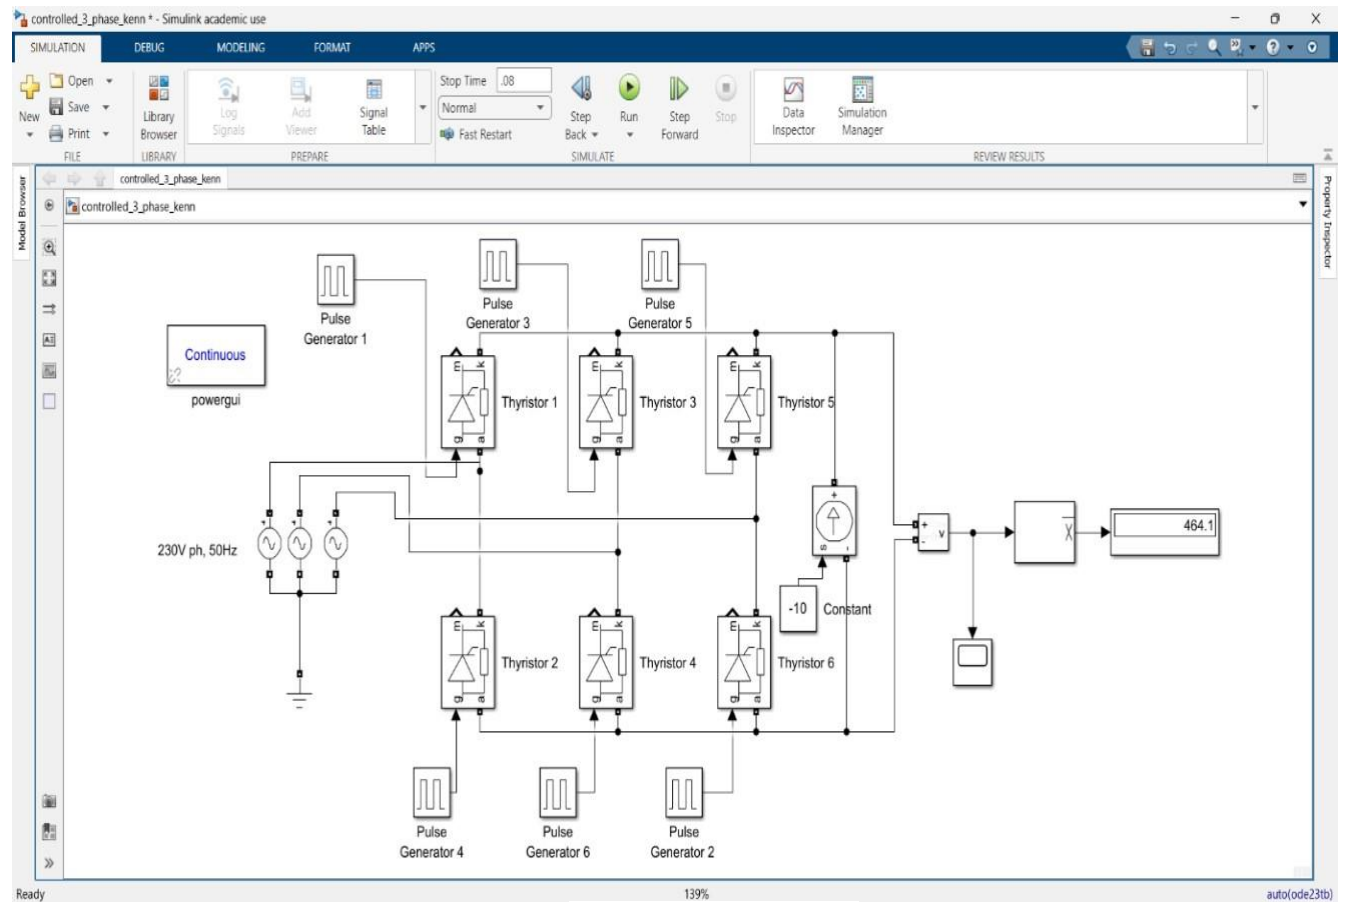 controlled_3_phase_kenn * - Simulink academic use
SIMULATION DEBUG MODELING FORMAT APPS
New
Open
Save
Print
FILE
Library
Browser
LIBRARY
Log
Signals
Add
Viewer
Signal
Table
PREPARE
Stop Time .08
Normal
Fast Restart
Step
Back
Run
Step
Forward
Stop
SIMULATE
Data
Inspector
Simulation
Manager
REVIEW RESULTS
Model Browser
controlled_3_phase_kenn
controlled_3_phase_kenn
Property Inspector
Pulse
Generator 1
Pulse
Generator 3
Pulse
Generator 5
Continuous
powergui
m k
g a
Thyristor 1
m k
g a
Thyristor 3
m k
g a
Thyristor 5
230V ph, 50Hz
+
s -
-10
Constant
+
-
v
X
464.1
m k
g a
Thyristor 2
m k
g a
Thyristor 4
m k
g a
Thyristor 6
Pulse
Generator 4
Pulse
Generator 6
Pulse
Generator 2
Ready
139%
auto(ode23tb)